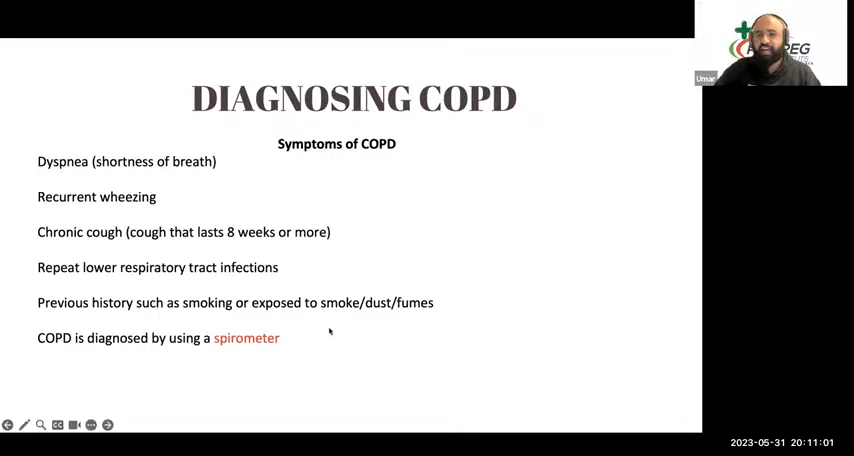 DIAGNOSING COPD
Symptoms of COPD
Dyspnea (shortness of breath)
Recurrent wheezing
Chronic cough (cough that lasts 8 weeks or more)
Repeat lower respiratory tract infections
Previous history such as smoking or exposed to smoke/dust/fumes
COPD is diagnosed by using a spirometer
Umar
2023-05-31 20:11:01